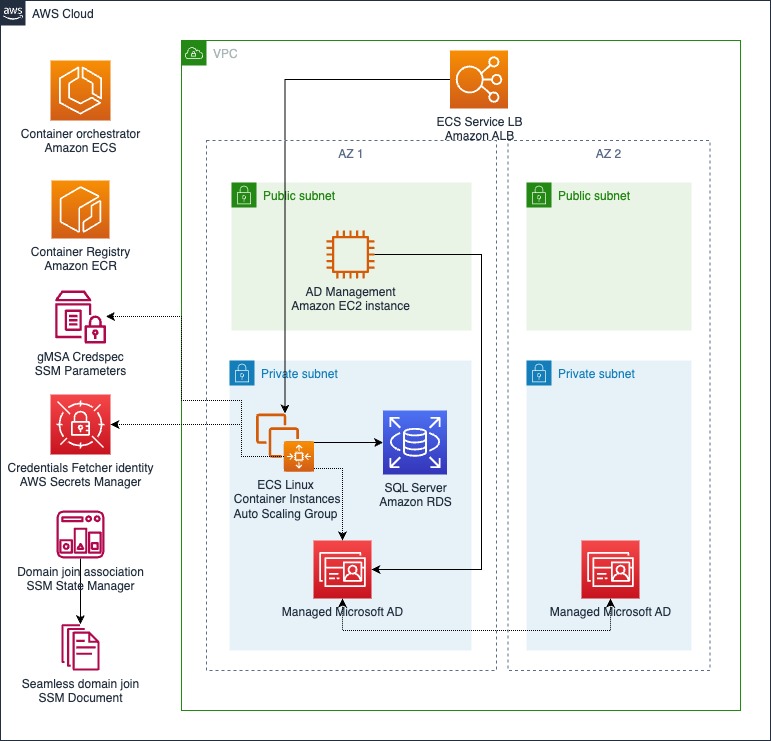 aws
AWS Cloud
VPC
Container orchestrator
Amazon ECS
Container Registry
Amazon ECR
gMSA Credspec
SSM Parameters
Credentials Fetcher identity
AWS Secrets Manager
Domain join association
SSM State Manager
Seamless domain join
SSM Document
ECS Service LB
Amazon ALB
AZ 1
Public subnet
AD Management
Amazon EC2 instance
Private subnet
ECS Linux
Container Instances
Auto Scaling Group
SQL Server
Amazon RDS
Managed Microsoft AD
AZ 2
Public subnet
Private subnet
Managed Microsoft AD